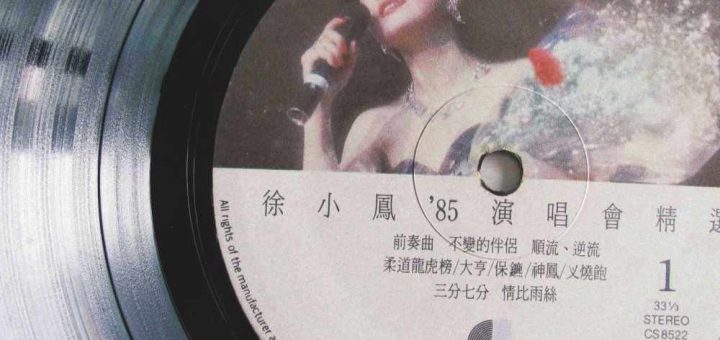 徐小鳳 '85 演唱會精選
前奏曲 不變的伴侶 順流、逆流
柔道龍虎榜/大亨/保鑣/神鳳/义燒飽
三分七分 情比雨絲
1
33⅓
STEREO
CS8522
All rights of the manufacturer